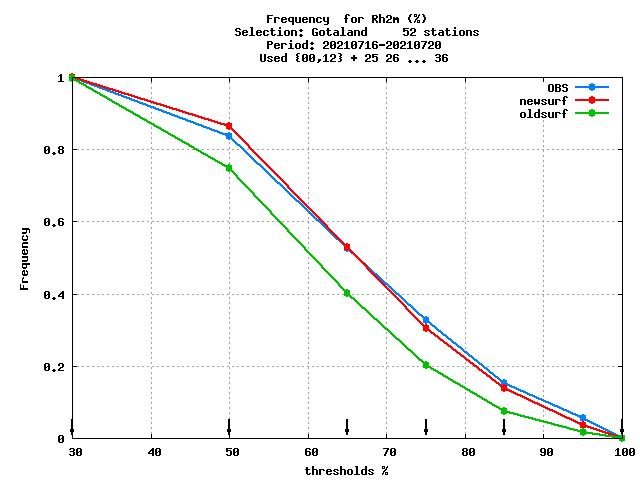 Frequency  for Rh2m (%)
Selection: Gotaland     52 stations
Period: 20210716-20210720
Used {00,12} + 25 26 ... 36
OBS
newsurf
oldsurf
1
0.8
0.6
0.4
0.2
0
Frequency
30 40 50 60 70 80 90 100
thresholds %